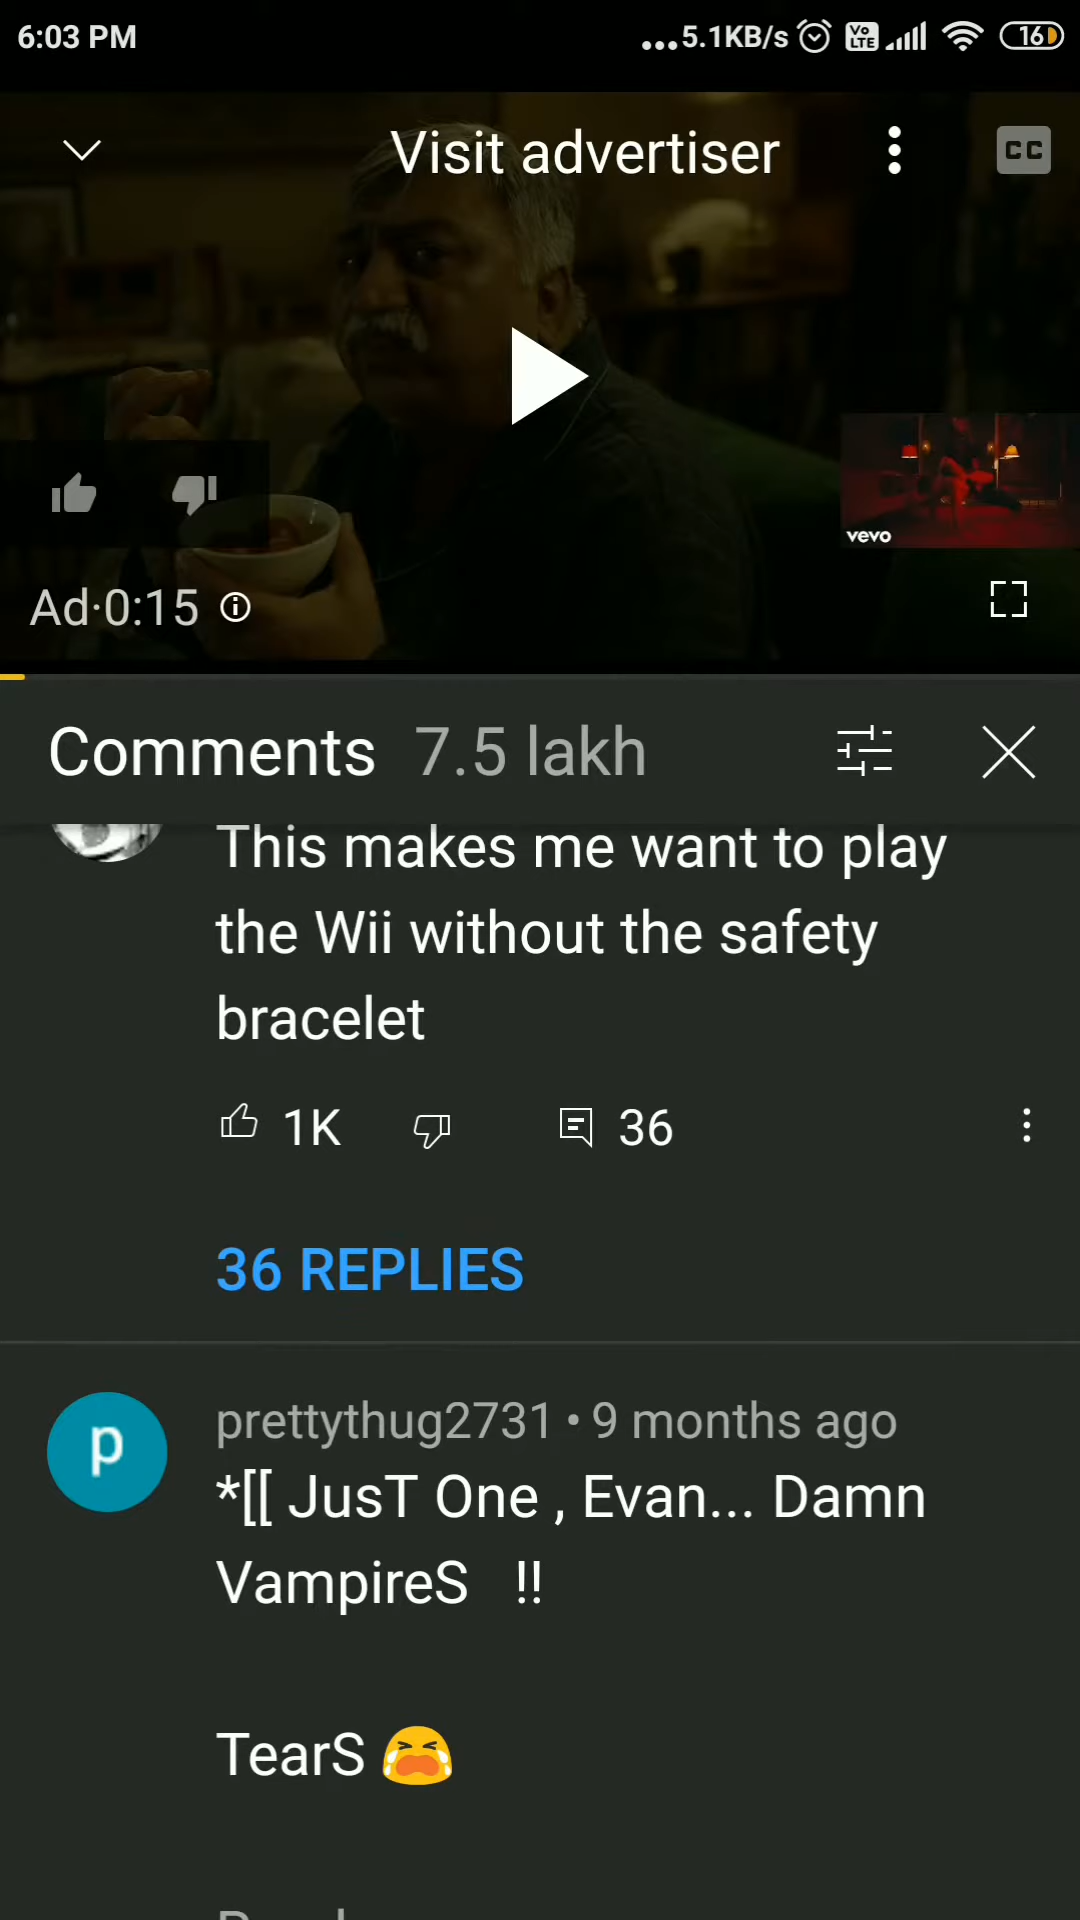 6:03 PM
...5.1KB/s
Vo
LTE
16
Visit advertiser
CC
vevo
Ad·0:15
Comments 7.5 lakh
This makes me want to play
the Wii without the safety
bracelet
1K
36
36 REPLIES
p
prettythug2731 • 9 months ago
*[[ JusT One , Evan... Damn
VampireS   !!
TearS 😭